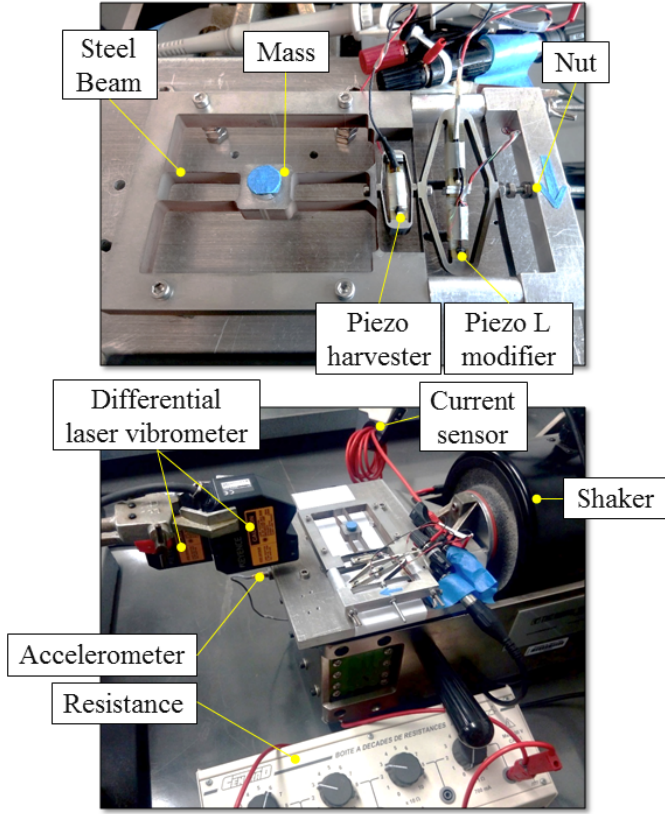 Steel
Beam
Mass
Nut
Piezo
harvester
Piezo L
modifier
Differential
laser vibrometer
Current
sensor
Shaker
Accelerometer
Resistance
KEYENCE
BOITE A DECADES DE RESISTANCES